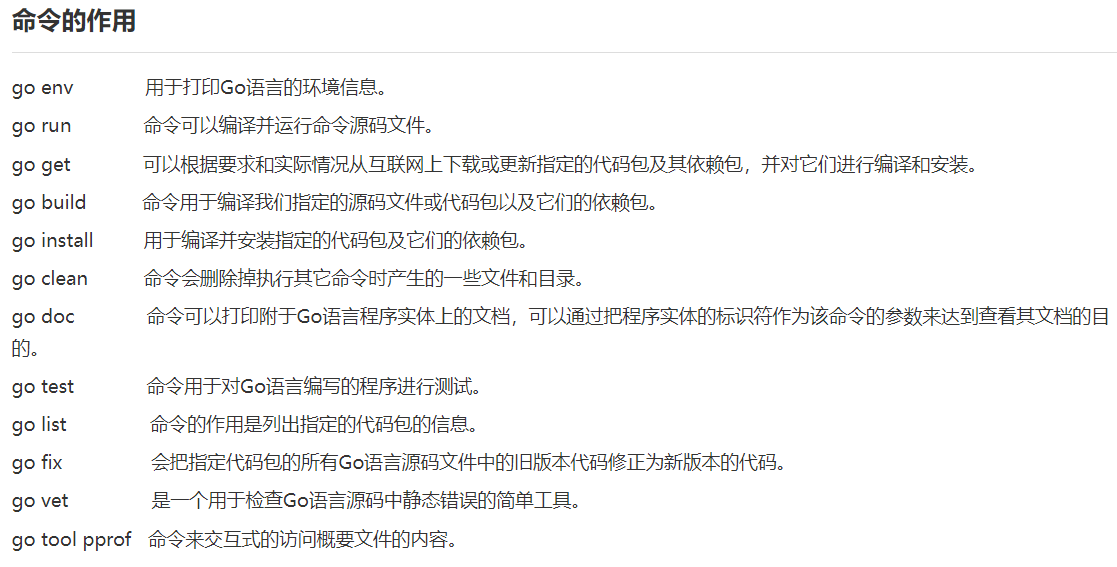 命令的作用
go env 用于打印Go语言的环境信息。
go run 命令可以编译并运行命令源码文件。
go get 可以根据要求和实际情况从互联网上下载或更新指定的代码包及其依赖包，并对它们进行编译和安装。
go build 命令用于编译我们指定的源码文件或代码包以及它们的依赖包。
go install 用于编译并安装指定的代码包及它们的依赖包。
go clean 命令会删除掉执行其它命令时产生的一些文件和目录。
go doc 命令可以打印附于Go语言程序实体上的文档，可以通过把程序实体的标识符作为该命令的参数来达到查看其文档的目
的。
go test 命令用于对Go语言编写的程序进行测试。
go list 命令的作用是列出指定的代码包的信息。
go fix 会把指定代码包的所有Go语言源码文件中的旧版本代码修正为新版本的代码。
go vet 是一个用于检查Go语言源码中静态错误的简单工具。
go tool pprof 命令来交互式的访问概要文件的内容。